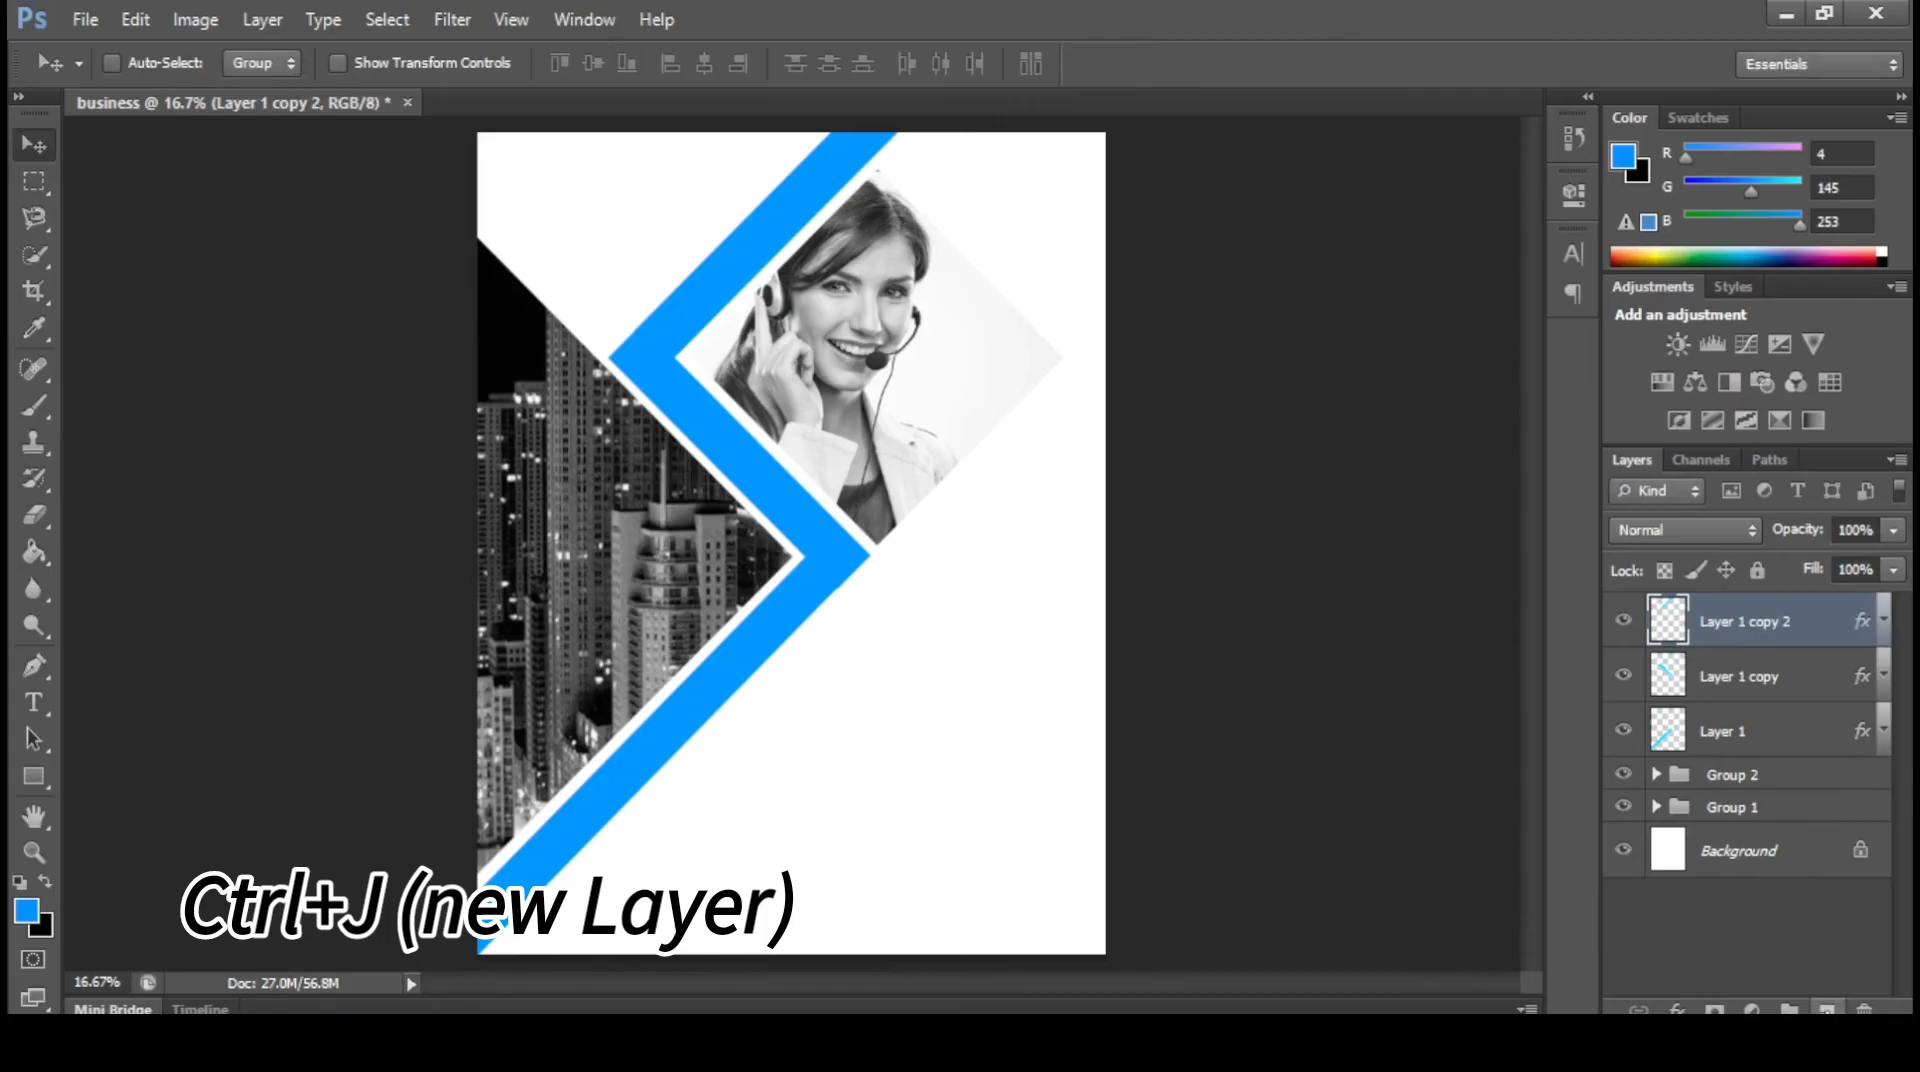 Ps File Edit Image Layer Type Select Filter View Window Help
Auto-Select: Group Show Transform Controls Essentials
business @ 16.7% (Layer 1 copy 2, RGB/8) * ×
Color Swatches
R 4
G 145
B 253
Adjustments Styles
Add an adjustment
Layers Channels Paths
Kind
Normal Opacity: 100%
Lock: Fill: 100%
Layer 1 copy 2 fx
Layer 1 copy fx
Layer 1 fx
Group 2
Group 1
Background
Ctrl+J (new Layer)
16.67% Doc: 27.0M/56.8M
Mini Bridge Timeline